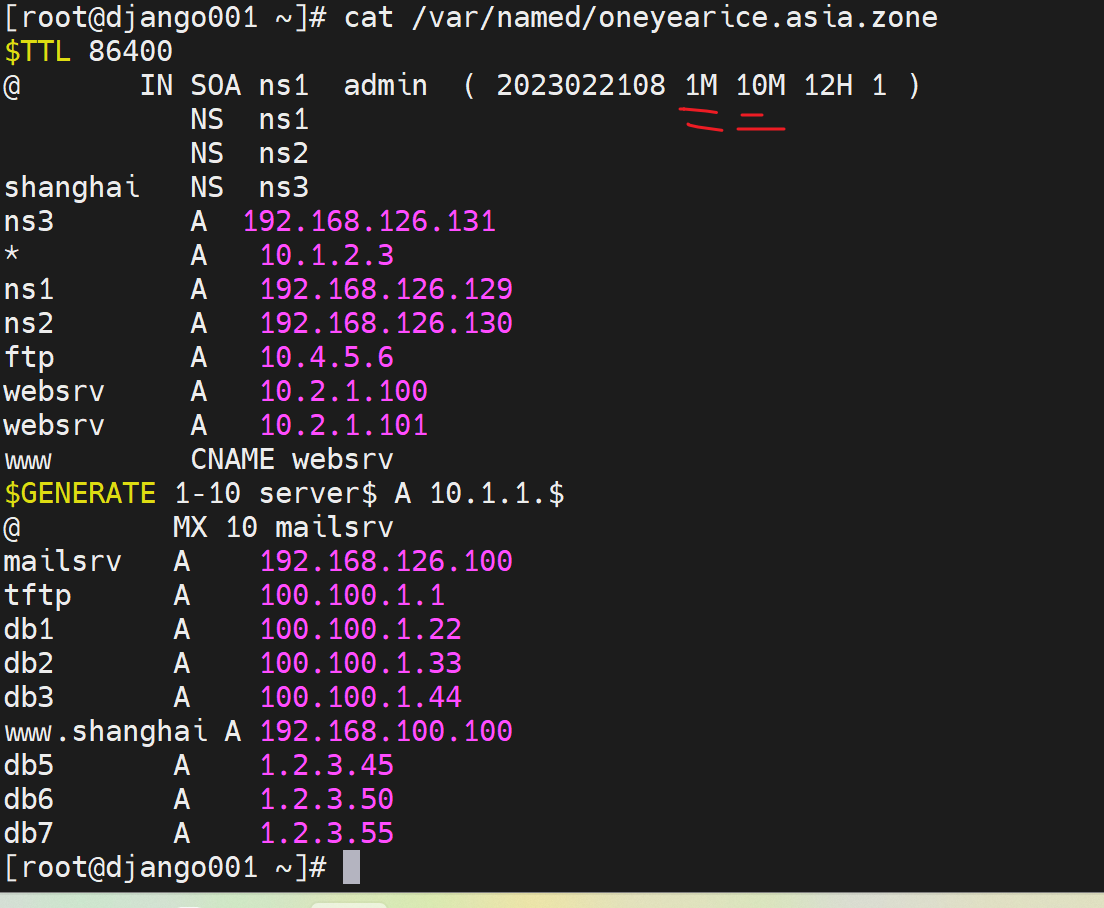 [root@django001 ~]# cat /var/named/oneyearice.asia.zone
$TTL 86400
@ IN SOA ns1 admin ( 2023022108 1M 10M 12H 1 )
NS ns1
NS ns2
shanghai NS ns3
ns3 A 192.168.126.131
* A 10.1.2.3
ns1 A 192.168.126.129
ns2 A 192.168.126.130
ftp A 10.4.5.6
websrv A 10.2.1.100
websrv A 10.2.1.101
www CNAME websrv
$GENERATE 1-10 server$ A 10.1.1.$
@ MX 10 mailsrv
mailsrv A 192.168.126.100
tftp A 100.100.1.1
db1 A 100.100.1.22
db2 A 100.100.1.33
db3 A 100.100.1.44
www.shanghai A 192.168.100.100
db5 A 1.2.3.45
db6 A 1.2.3.50
db7 A 1.2.3.55
[root@django001 ~]#